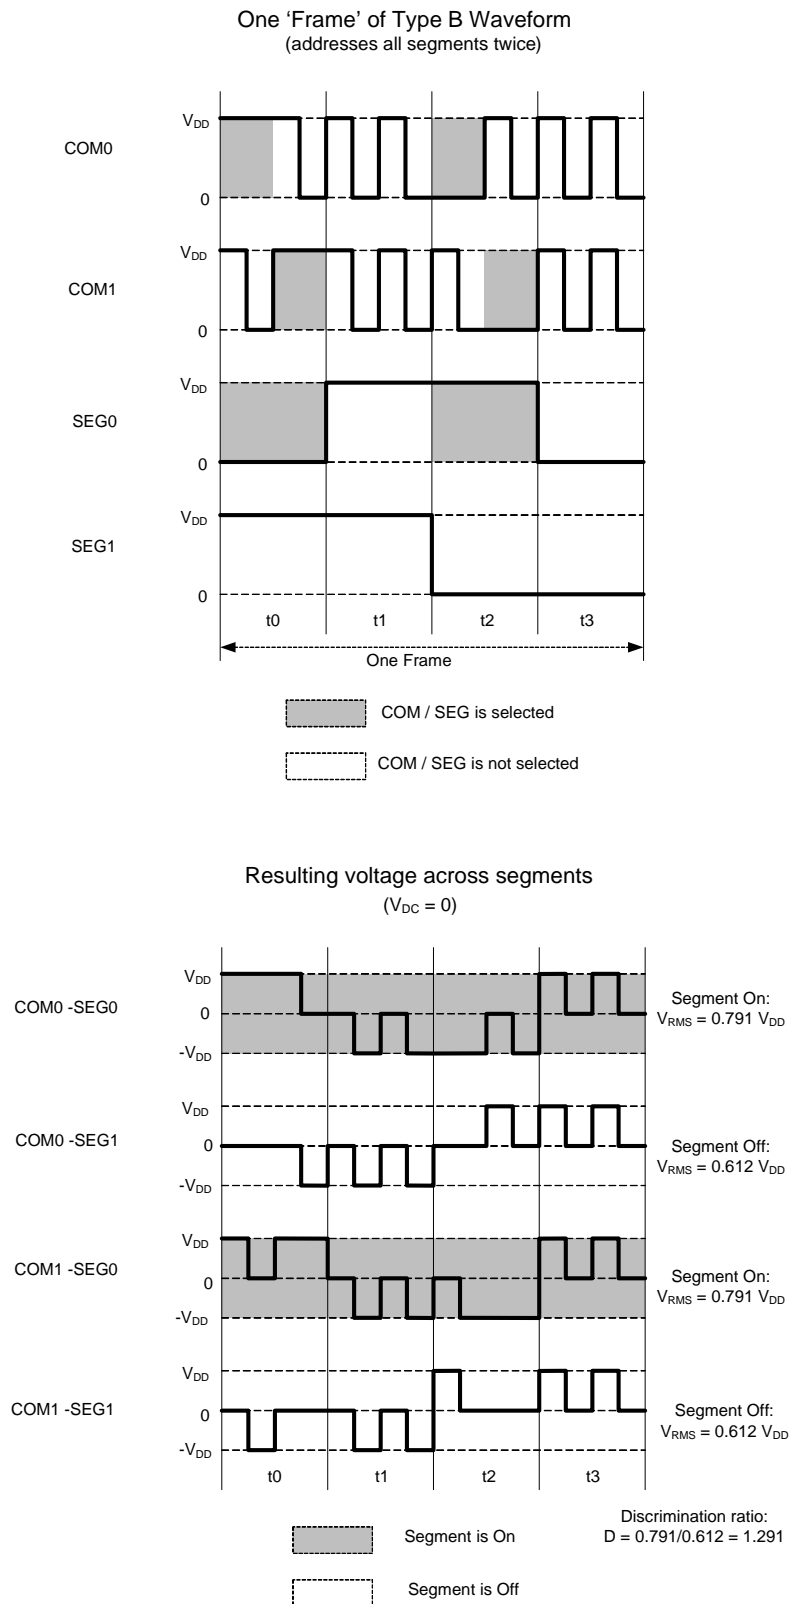 One ‘Frame’ of Type B Waveform
(addresses all segments twice)
VDD
COM0
0
VDD
COM1
0
VDD
SEG0
0
VDD
SEG1
0
t0 t1 t2 t3
One Frame
COM / SEG is selected
COM / SEG is not selected
Resulting voltage across segments
(VDC = 0)
VDD
COM0 -SEG0
0
-VDD
Segment On:
VRMS = 0.791 VDD
VDD
COM0 -SEG1
0
-VDD
Segment Off:
VRMS = 0.612 VDD
VDD
COM1 -SEG0
0
-VDD
Segment On:
VRMS = 0.791 VDD
VDD
COM1 -SEG1
0
-VDD
Segment Off:
VRMS = 0.612 VDD
t0 t1 t2 t3
Discrimination ratio:
D = 0.791/0.612 = 1.291
Segment is On
Segment is Off